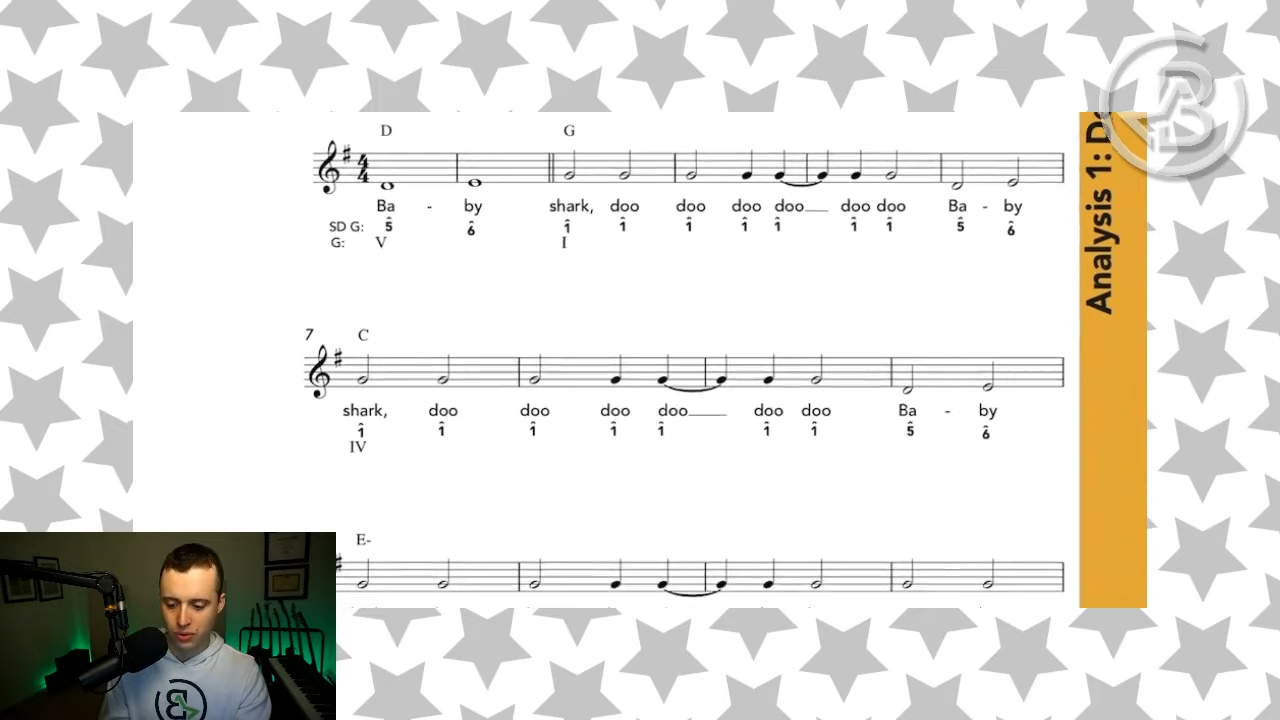 D G
Ba - by shark, doo doo doo doo doo doo Ba - by
SD G: 5̂ 6̂ 1̂ 1̂ 1̂ 1̂ 1̂ 1̂ 1̂ 5̂ 6̂
G: V I
7 C
shark, doo doo doo doo doo doo Ba - by
1̂ 1̂ 1̂ 1̂ 1̂ 1̂ 1̂ 5̂ 6̂
IV
E-
Analysis 1: